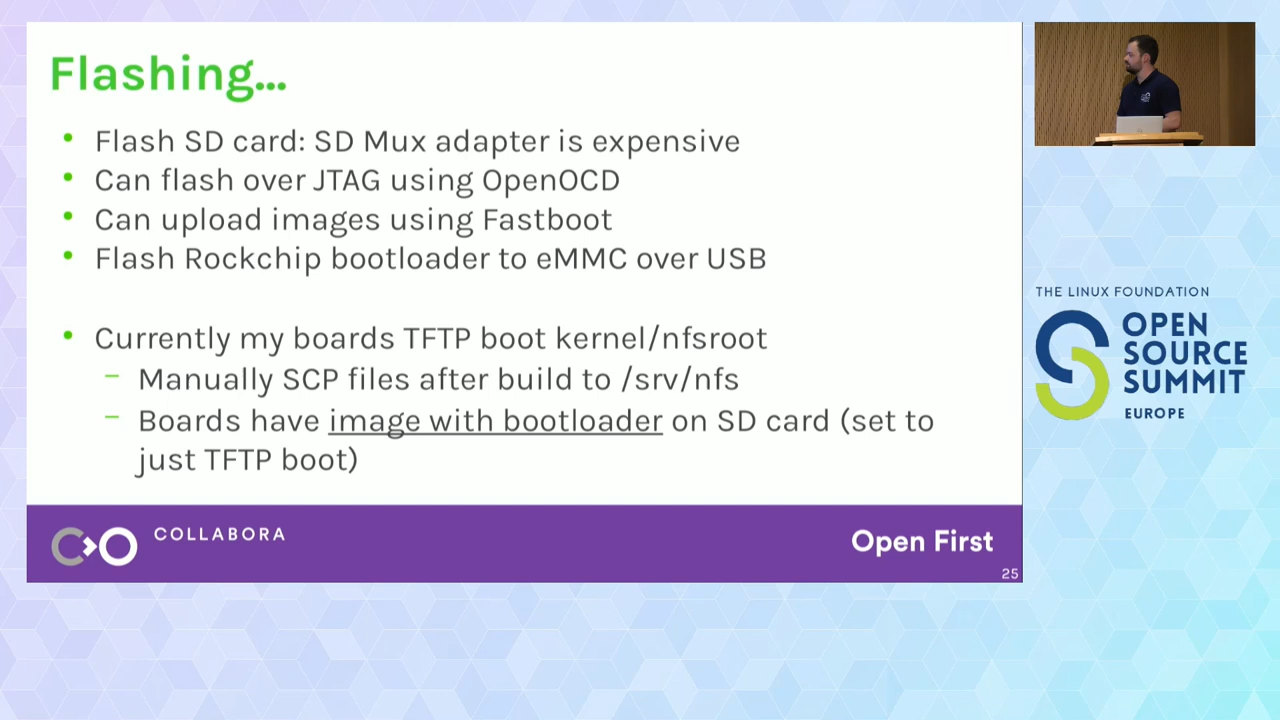 Flashing...
Flash SD card: SD Mux adapter is expensive
Can flash over JTAG using OpenOCD
Can upload images using Fastboot
Flash Rockchip bootloader to eMMC over USB
Currently my boards TFTP boot kernel/nfsroot
Manually SCP files after build to /srv/nfs
Boards have image with bootloader on SD card (set to
just TFTP boot)
COLLABORA
Open First
25
THE LINUX FOUNDATION
OPEN
SOURCE
SUMMIT
EUROPE